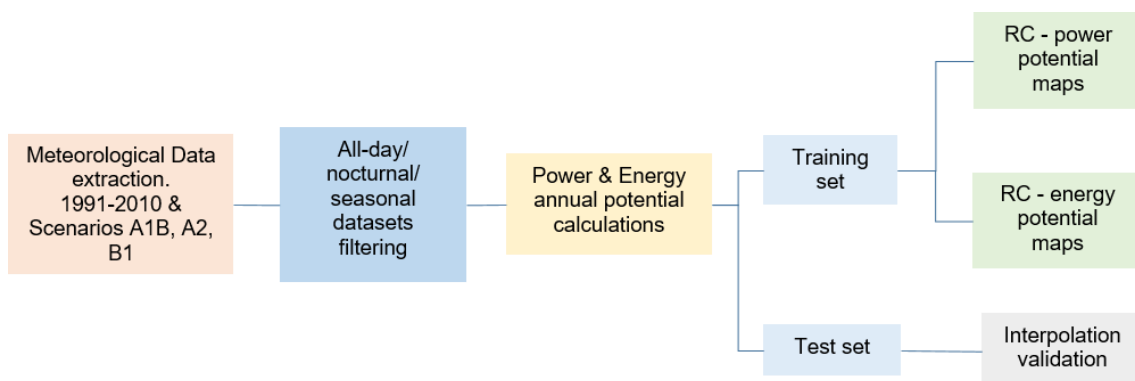 Meteorological Data
extraction.
1991-2010 &
Scenarios A1B, A2,
B1
All-day/
nocturnal/
seasonal
datasets
filtering
Power & Energy
annual potential
calculations
Training
set
RC - power
potential
maps
RC - energy
potential
maps
Test set
Interpolation
validation